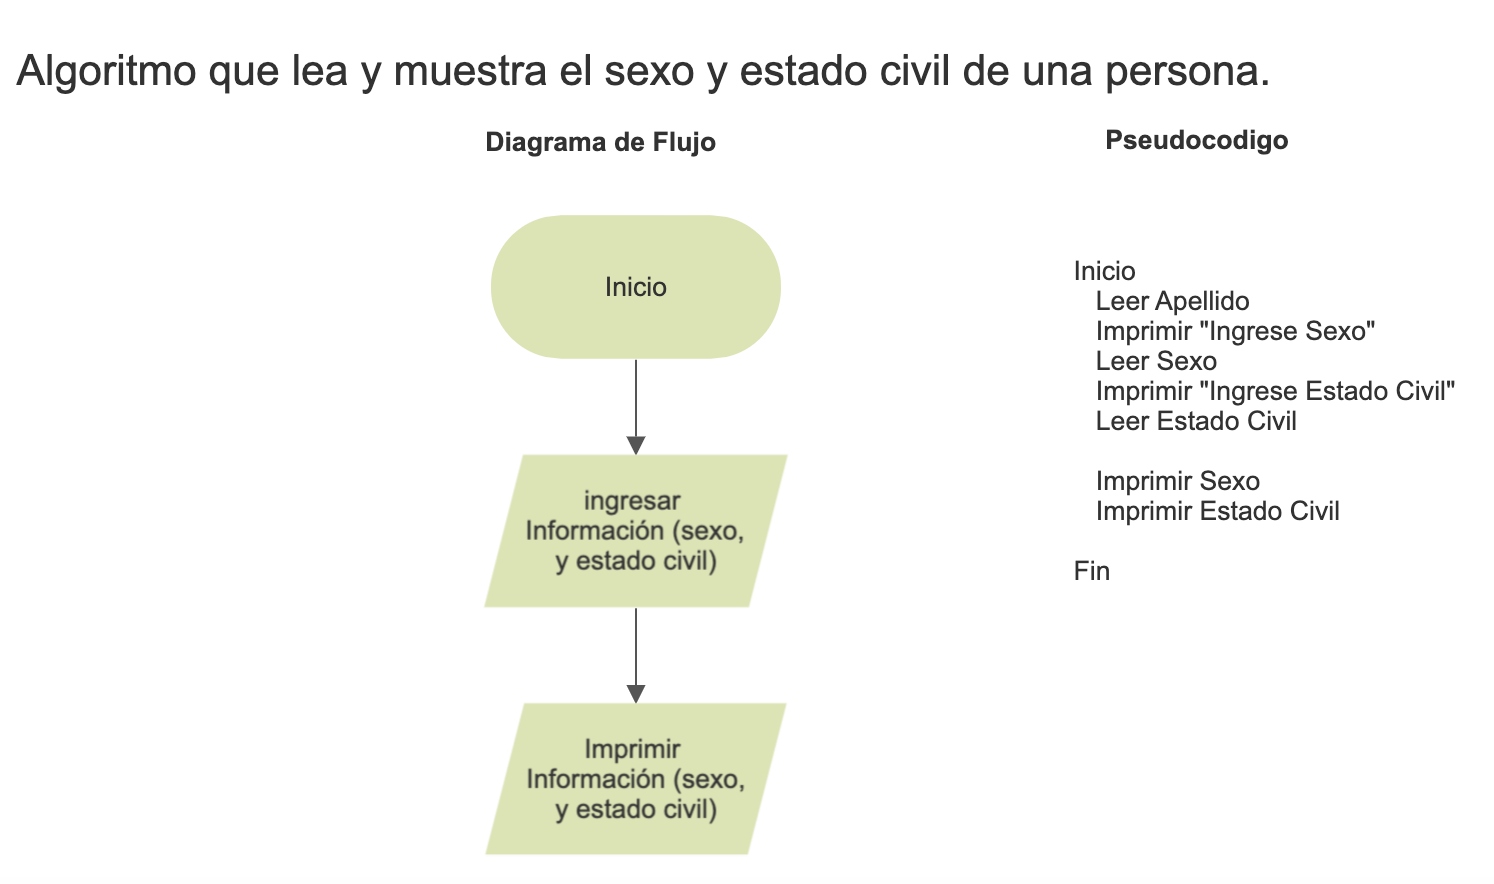 Algoritmo que lea y muestra el sexo y estado civil de una persona.
Diagrama de Flujo
Inicio
ingresar
Información (sexo,
y estado civil)
Imprimir
Información (sexo,
y estado civil)
Pseudocodigo
Inicio
Leer Apellido
Imprimir "Ingrese Sexo"
Leer Sexo
Imprimir "Ingrese Estado Civil"
Leer Estado Civil
Imprimir Sexo
Imprimir Estado Civil
Fin